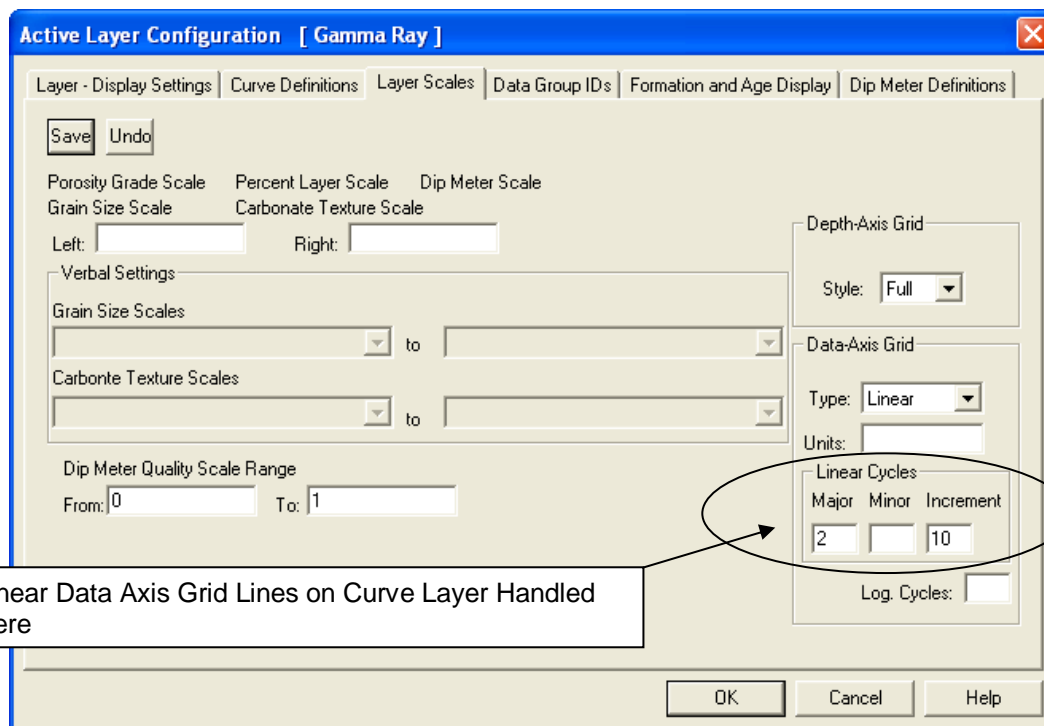 Active Layer Configuration [ Gamma Ray ]
Layer - Display Settings Curve Definitions Layer Scales Data Group IDs Formation and Age Display Dip Meter Definitions
Save Undo
Porosity Grade Scale Percent Layer Scale Dip Meter Scale
Grain Size Scale Carbonate Texture Scale
Left: Right:
Verbal Settings
Grain Size Scales
to
Carbonte Texture Scales
to
Dip Meter Quality Scale Range
From: 0 To: 1
Depth-Axis Grid
Style: Full
Data-Axis Grid
Type: Linear
Units:
Linear Cycles
Major Minor Increment
2 10
Log. Cycles:
Data Axis Grid Lines on Curve Layer Handled
OK Cancel Help